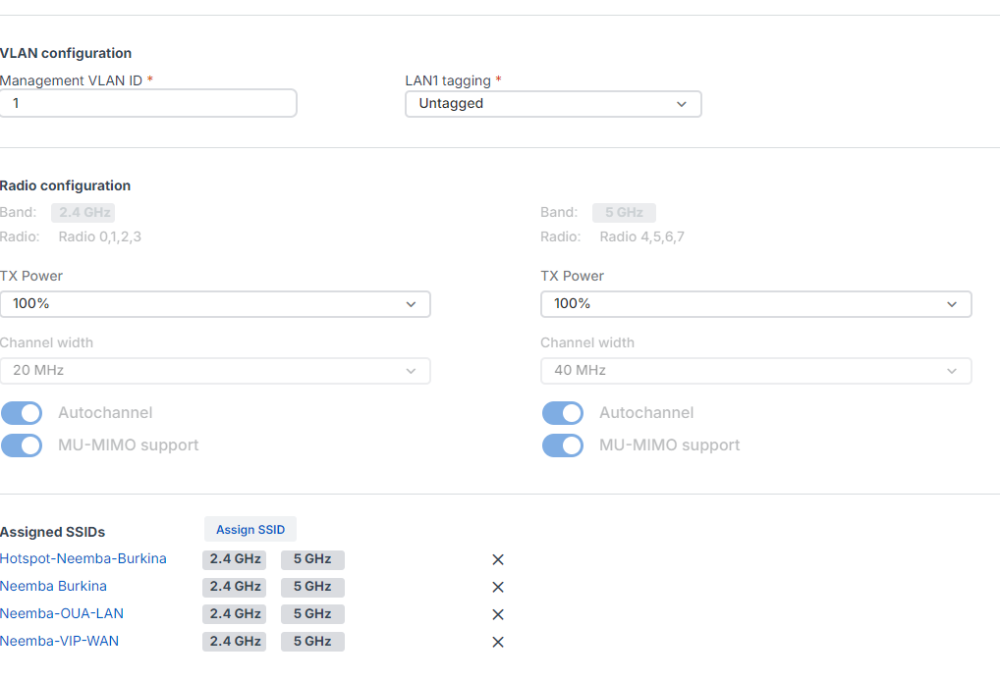 VLAN configuration
Management VLAN ID * LAN1 tagging *
1 Untagged
Radio configuration
Band: 2.4 GHz Band: 5 GHz
Radio: Radio 0,1,2,3 Radio: Radio 4,5,6,7
TX Power TX Power
100% 100%
Channel width Channel width
20 MHz 40 MHz
Autochannel Autochannel
MU-MIMO support MU-MIMO support
Assigned SSIDs Assign SSID
Hotspot-Neemba-Burkina 2.4 GHz 5 GHz
Neemba Burkina 2.4 GHz 5 GHz
Neemba-OUA-LAN 2.4 GHz 5 GHz
Neemba-VIP-WAN 2.4 GHz 5 GHz